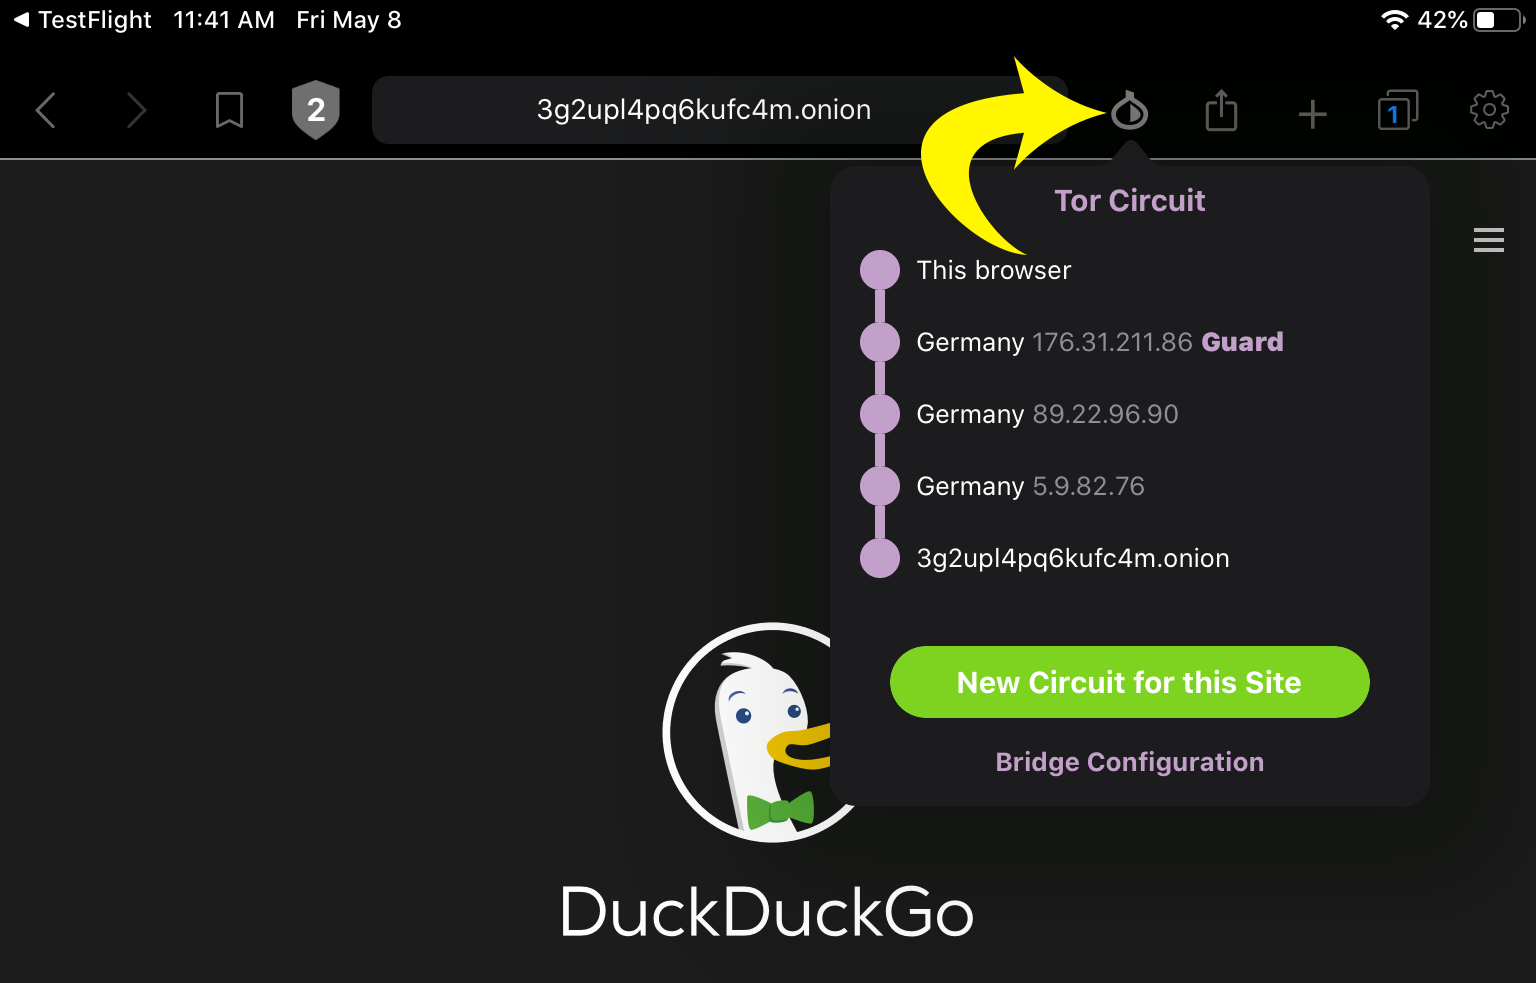 TestFlight 11:41 AM Fri May 8 42%
2 3g2upl4pq6kufc4m.onion 1
Tor Circuit
This browser
Germany 176.31.211.86 Guard
Germany 89.22.96.90
Germany 5.9.82.76
3g2upl4pq6kufc4m.onion
New Circuit for this Site
Bridge Configuration
DuckDuckGo